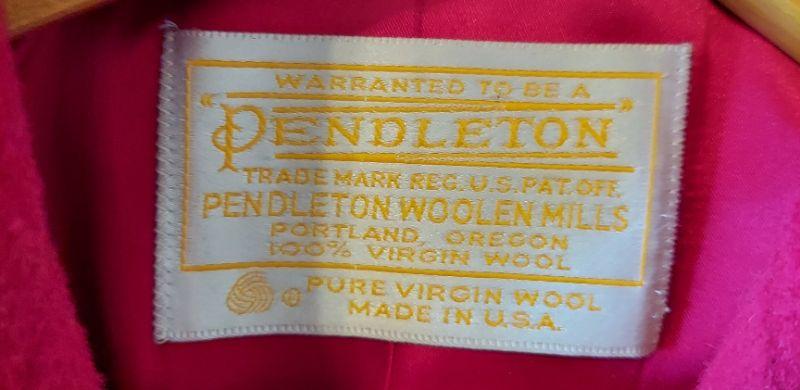 WARRANTED TO BE A
"PENDLETON"
TRADE MARK REG. U.S. PAT. OFF.
PENDLETON WOOLEN MILLS
PORTLAND, OREGON
100% VIRGIN WOOL
PURE VIRGIN WOOL
MADE IN U.S.A.